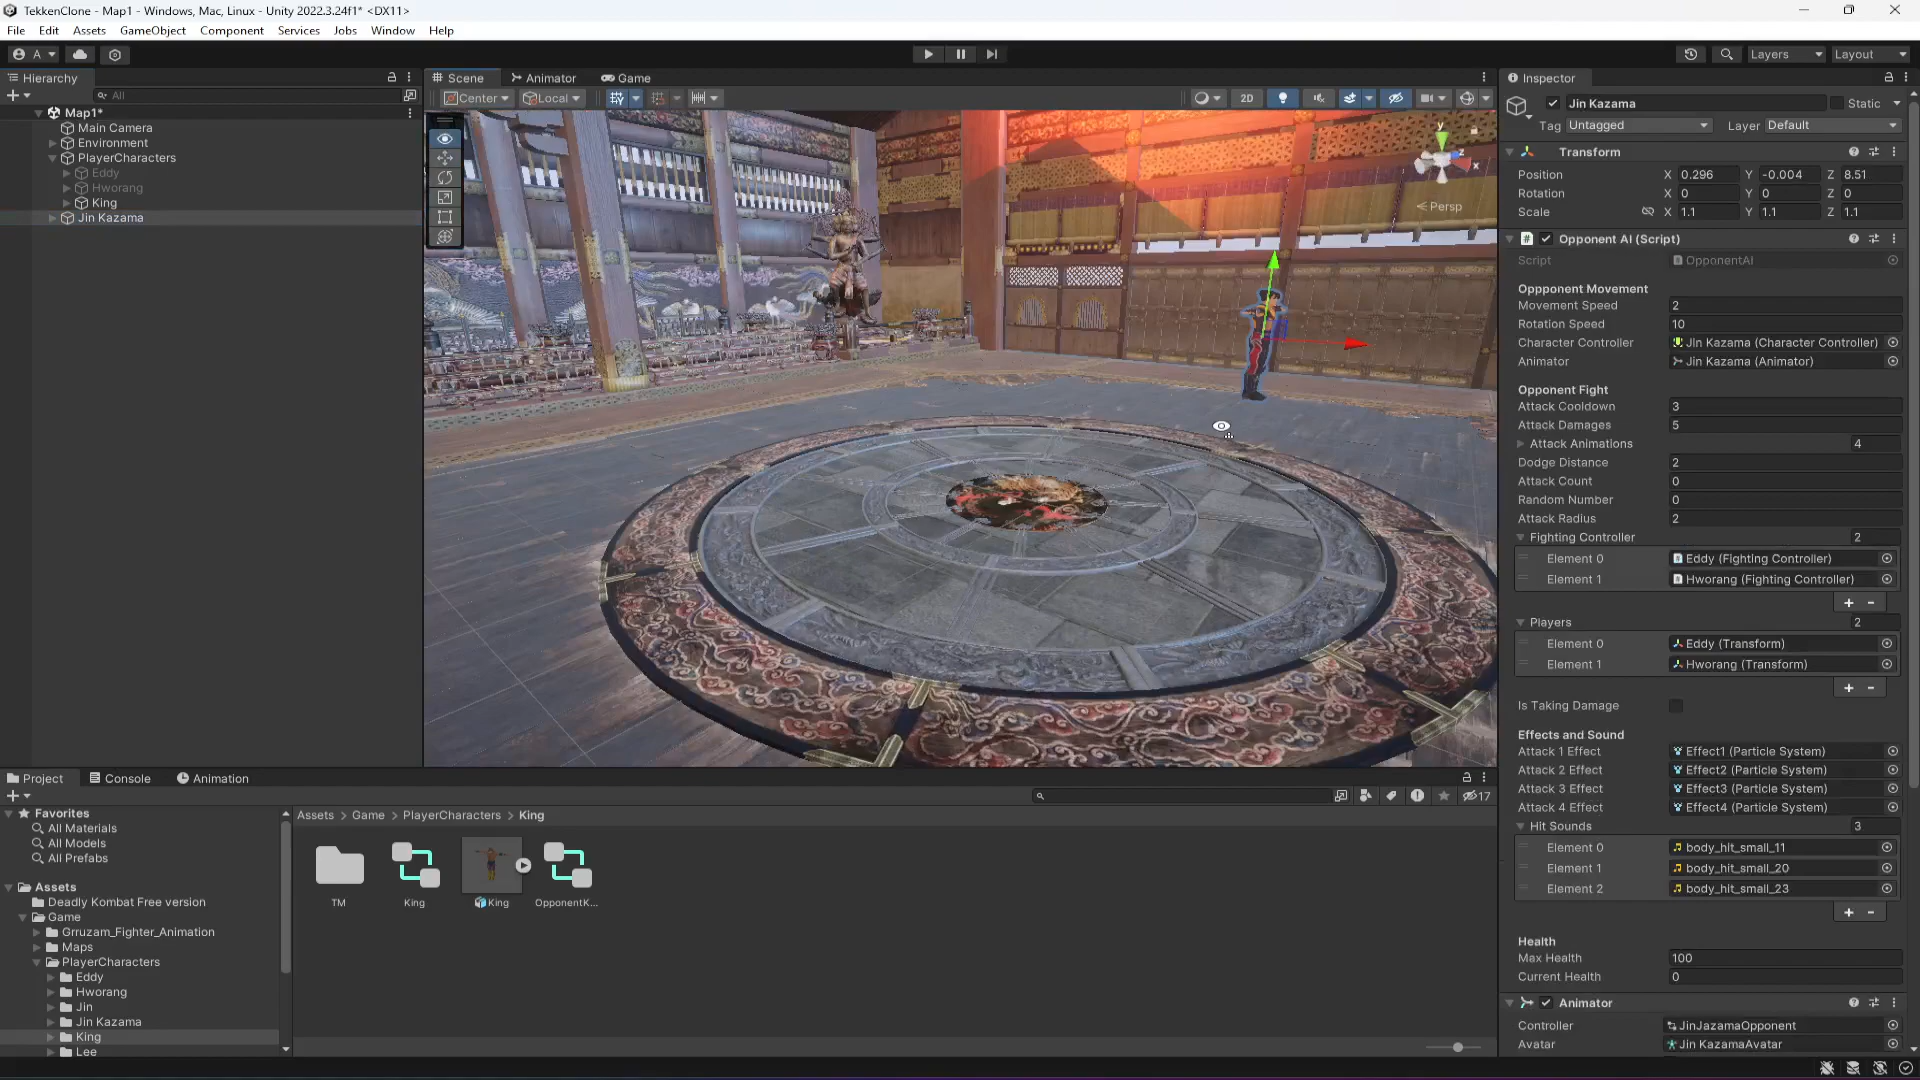 TekkenClone - Map1 - Windows, Mac, Linux - Unity 2022.3.24f1* <DX11>
File Edit Assets GameObject Component Services Jobs Window Help
A
Layers Layout
Hierarchy
All
Map1*
Main Camera
Environment
PlayerCharacters
Eddy
Hworang
King
Jin Kazama
Scene Animator Game
Center Local 2D
y
z
x
Persp
Inspector
Jin Kazama Static
Tag Untagged Layer Default
Transform
Position X 0.296 Y -0.004 Z 8.51
Rotation X 0 Y 0 Z 0
Scale X 1.1 Y 1.1 Z 1.1
Opponent AI (Script)
Script OpponentAI
Oppponent Movement
Movement Speed 2
Rotation Speed 10
Character Controller Jin Kazama (Character Controller)
Animator Jin Kazama (Animator)
Opponent Fight
Attack Cooldown 3
Attack Damages 5
Attack Animations 4
Dodge Distance 2
Attack Count 0
Random Number 0
Attack Radius 2
Fighting Controller 2
Element 0 Eddy (Fighting Controller)
Element 1 Hworang (Fighting Controller)
+ -
Players 2
Element 0 Eddy (Transform)
Element 1 Hworang (Transform)
+ -
Is Taking Damage
Effects and Sound
Attack 1 Effect Effect1 (Particle System)
Attack 2 Effect Effect2 (Particle System)
Attack 3 Effect Effect3 (Particle System)
Attack 4 Effect Effect4 (Particle System)
Hit Sounds 3
Element 0 body_hit_small_11
Element 1 body_hit_small_20
Element 2 body_hit_small_23
+ -
Health
Max Health 100
Current Health 0
Animator
Controller JinJazamaOpponent
Avatar Jin KazamaAvatar
Project Console Animation
17
Favorites
All Materials
All Models
All Prefabs
Assets
Deadly Kombat Free version
Game
Grruzam_Fighter_Animation
Maps
PlayerCharacters
Eddy
Hworang
Jin
Jin Kazama
King
Lee
Assets > Game > PlayerCharacters > King
TM King King OpponentK...